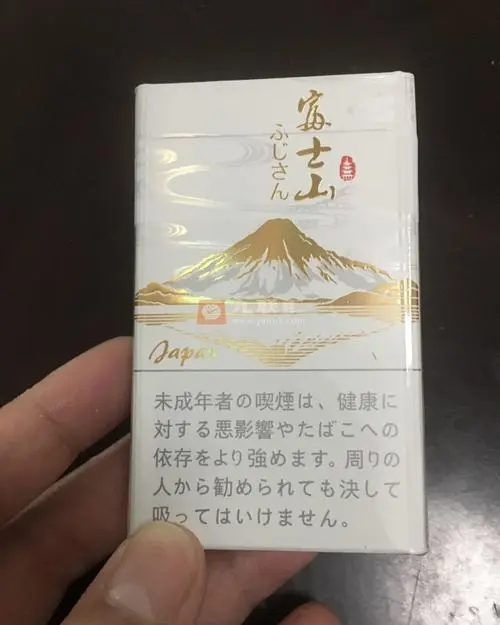 富士山
ふじさん
Japan
未成年者の喫煙は、健康に
対する悪影響やたばこへの
依存をより強めます。周りの
人から勧められても決して
吸ってはいけません。